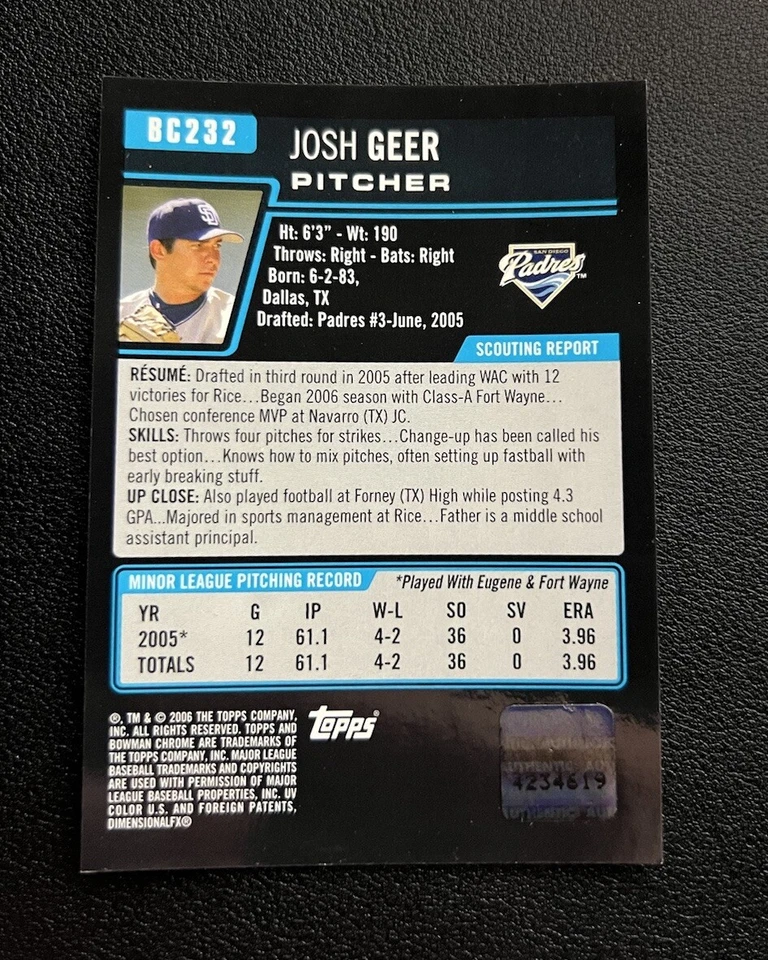 BC232
JOSH GEER
PITCHER
SD
Ht: 6'3" - Wt: 190
Throws: Right - Bats: Right
Born: 6-2-83,
Dallas, TX
Drafted: Padres #3-June, 2005
SAN DIEGO
Padres™
SCOUTING REPORT
RÉSUMÉ: Drafted in third round in 2005 after leading WAC with 12
victories for Rice...Began 2006 season with Class-A Fort Wayne...
Chosen conference MVP at Navarro (TX) JC.
SKILLS: Throws four pitches for strikes...Change-up has been called his
best option...Knows how to mix pitches, often setting up fastball with
early breaking stuff.
UP CLOSE: Also played football at Forney (TX) High while posting 4.3
GPA...Majored in sports management at Rice...Father is a middle school
assistant principal.
MINOR LEAGUE PITCHING RECORD *Played With Eugene & Fort Wayne
YR G IP W-L SO SV ERA
2005* 12 61.1 4-2 36 0 3.96
TOTALS 12 61.1 4-2 36 0 3.96
®, TM & © 2006 THE TOPPS COMPANY,
INC. ALL RIGHTS RESERVED. TOPPS AND
BOWMAN CHROME ARE TRADEMARKS OF
THE TOPPS COMPANY, INC. MAJOR LEAGUE
BASEBALL TRADEMARKS AND COPYRIGHTS
ARE USED WITH PERMISSION OF MAJOR
LEAGUE BASEBALL PROPERTIES, INC. UV
COLOR U.S. AND FOREIGN PATENTS,
DIMENSIONALFX®
TOPPS®
4234619